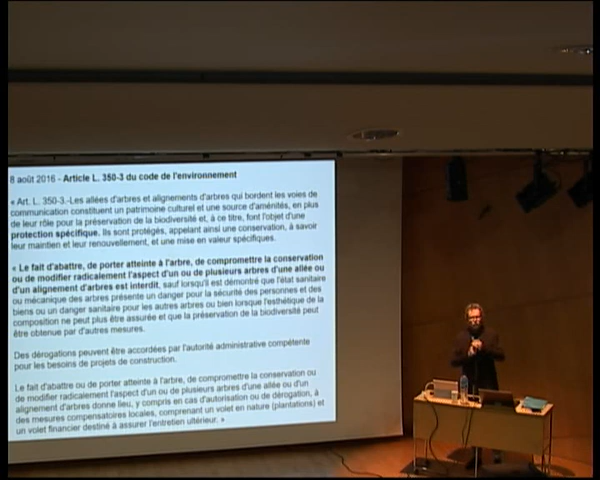 8 août 2016 - Article L. 350-3 du code de l'environnement
« Art. L. 350-3.-Les allées d'arbres et alignements d'arbres qui bordent les voies de
communication constituent un patrimoine culturel et une source d'aménités, en plus
de leur rôle pour la préservation de la biodiversité et, à ce titre, font l'objet d'une
protection spécifique. Ils sont protégés, appelant ainsi une conservation, à savoir
leur maintien et leur renouvellement, et une mise en valeur spécifiques.
« Le fait d'abattre, de porter atteinte à l'arbre, de compromettre la conservation
ou de modifier radicalement l'aspect d'un ou de plusieurs arbres d'une allée ou
d'un alignement d'arbres est interdit, sauf lorsqu'il est démontré que l'état sanitaire
ou mécanique des arbres présente un danger pour la sécurité des personnes et des
biens ou un danger sanitaire pour les autres arbres ou bien lorsque l'esthétique de la
composition ne peut plus être assurée et que la préservation de la biodiversité peut
être obtenue par d'autres mesures.
Des dérogations peuvent être accordées par l'autorité administrative compétente
pour les besoins de projets de construction.
Le fait d'abattre ou de porter atteinte à l'arbre, de compromettre la conservation ou
de modifier radicalement l'aspect d'un ou de plusieurs arbres d'une allée ou d'un
alignement d'arbres donne lieu, y compris en cas d'autorisation ou de dérogation, à
des mesures compensatoires locales, comprenant un volet en nature (plantations) et
un volet financier destiné à assurer l'entretien ultérieur. »